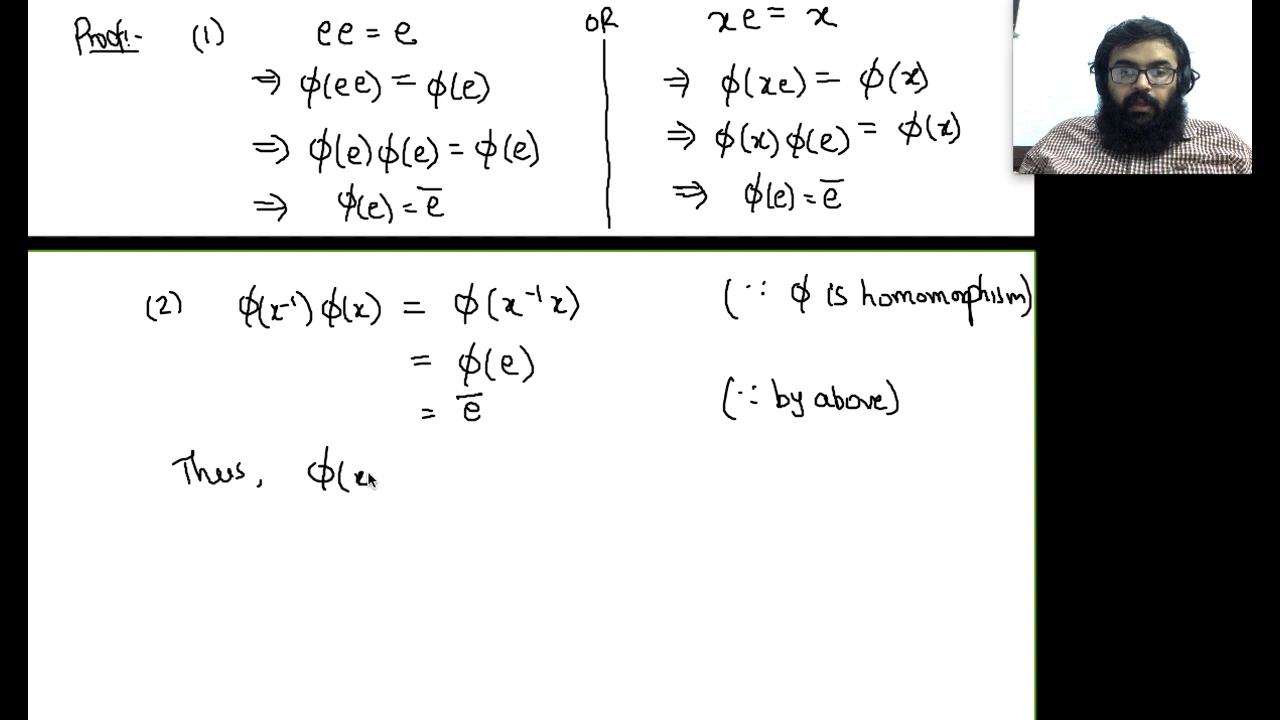 Proof:- (1) ee = e
⇒ ϕ(ee) = ϕ(e)
⇒ ϕ(e)ϕ(e) = ϕ(e)
⇒ ϕ(e) = e̅
OR
xe = x
⇒ ϕ(xe) = ϕ(x)
⇒ ϕ(x)ϕ(e) = ϕ(x)
⇒ ϕ(e) = e̅
(2) ϕ(x⁻¹)ϕ(x) = ϕ(x⁻¹x) (∵ ϕ is homomorphism)
= ϕ(e)
= e̅ (∵ by above)
Thus, ϕ(x